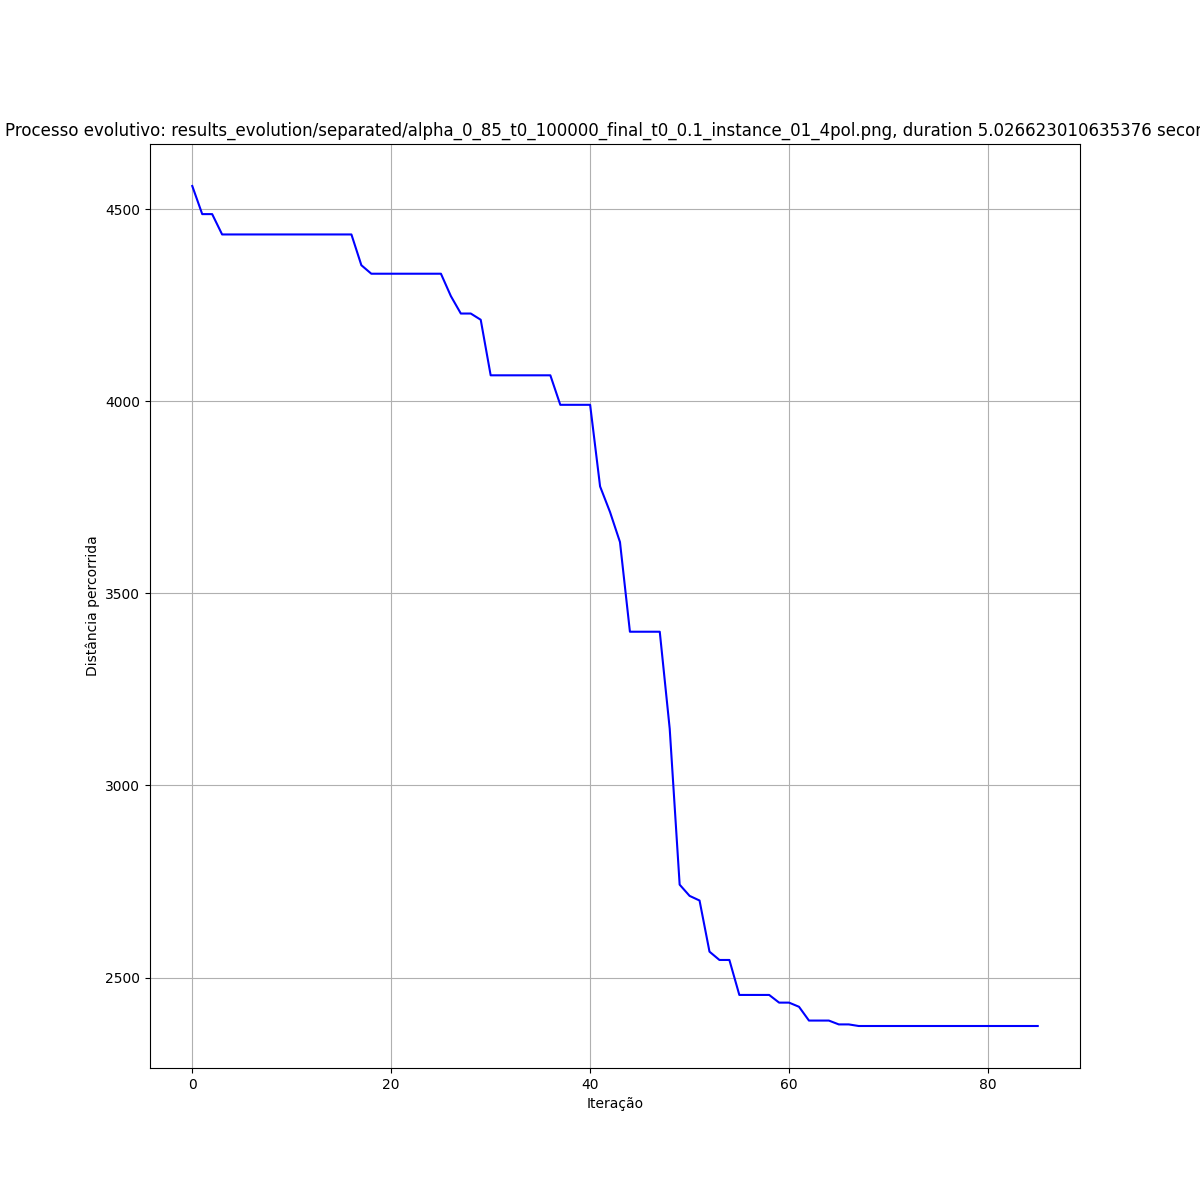 Processo evolutivo: results_evolution/separated/alpha_0_85_t0_100000_final_t0_0.1_instance_01_4pol.png, duration 5.026623010635376
4500
4000
3500
3000
2500
Distância percorrida
0 20 40 60 80
Iteração